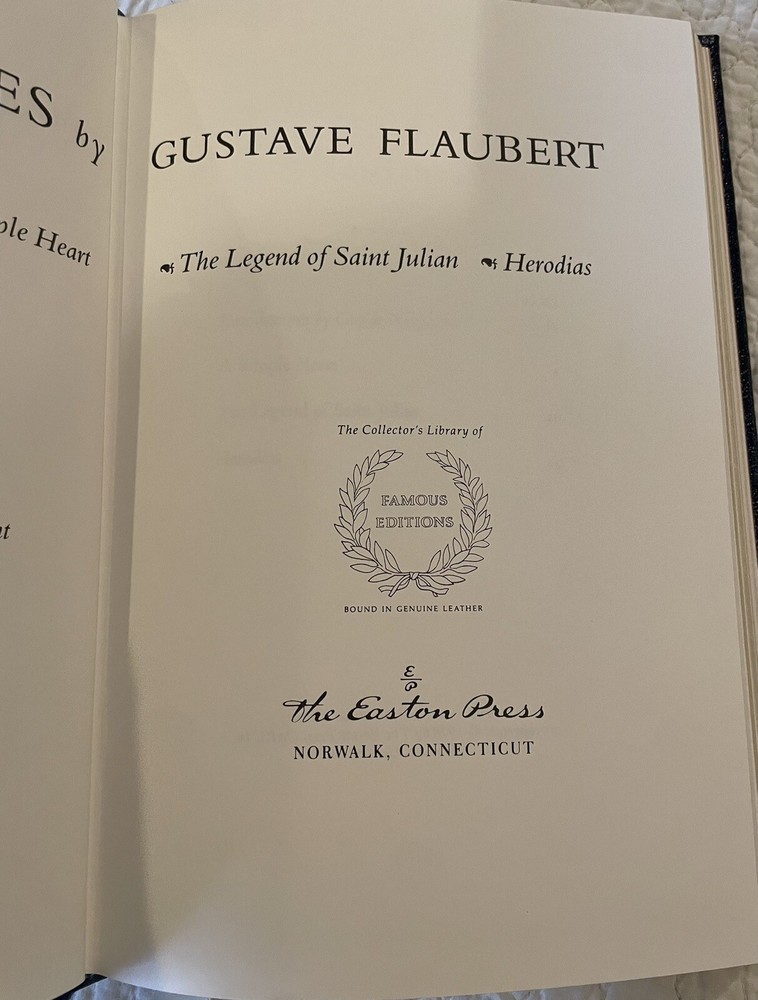 ES by GUSTAVE FLAUBERT
ple Heart The Legend of Saint Julian Herodias
The Collector's Library of
FAMOUS
EDITIONS
BOUND IN GENUINE LEATHER
E
P
The Easton Press
NORWALK, CONNECTICUT